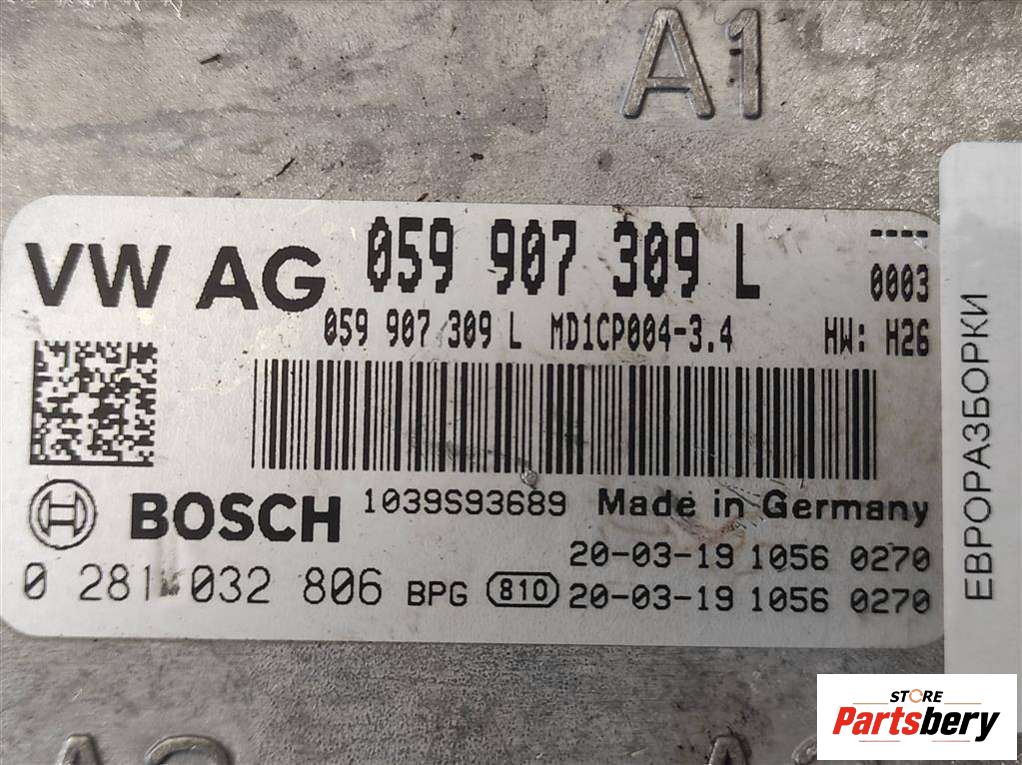 A1
VW AG 059 907 309 L ----
0003
059 907 309 L MD1CP004-3.4 HW: H26
BOSCH 1039S93689 Made in Germany
20-03-19 1056 0270
0 281 032 806 BPG 810 20-03-19 1056 0270
ЕВРОРАЗБОРКИ
STORE
Partsbery